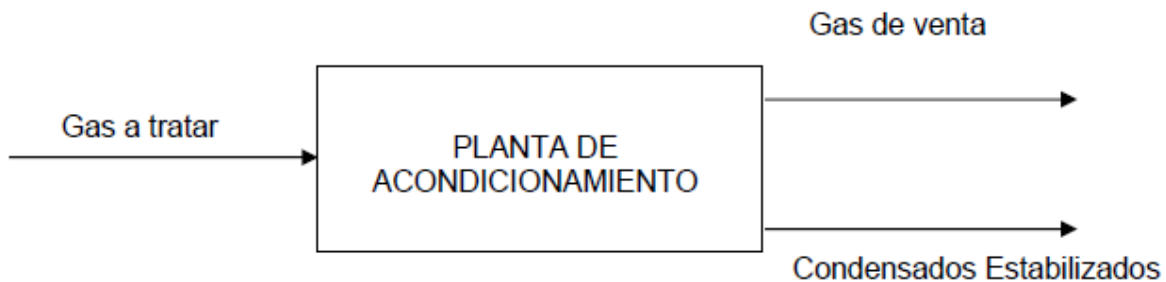 Gas de venta
Gas a tratar
PLANTA DE
ACONDICIONAMIENTO
Condensados Estabilizados